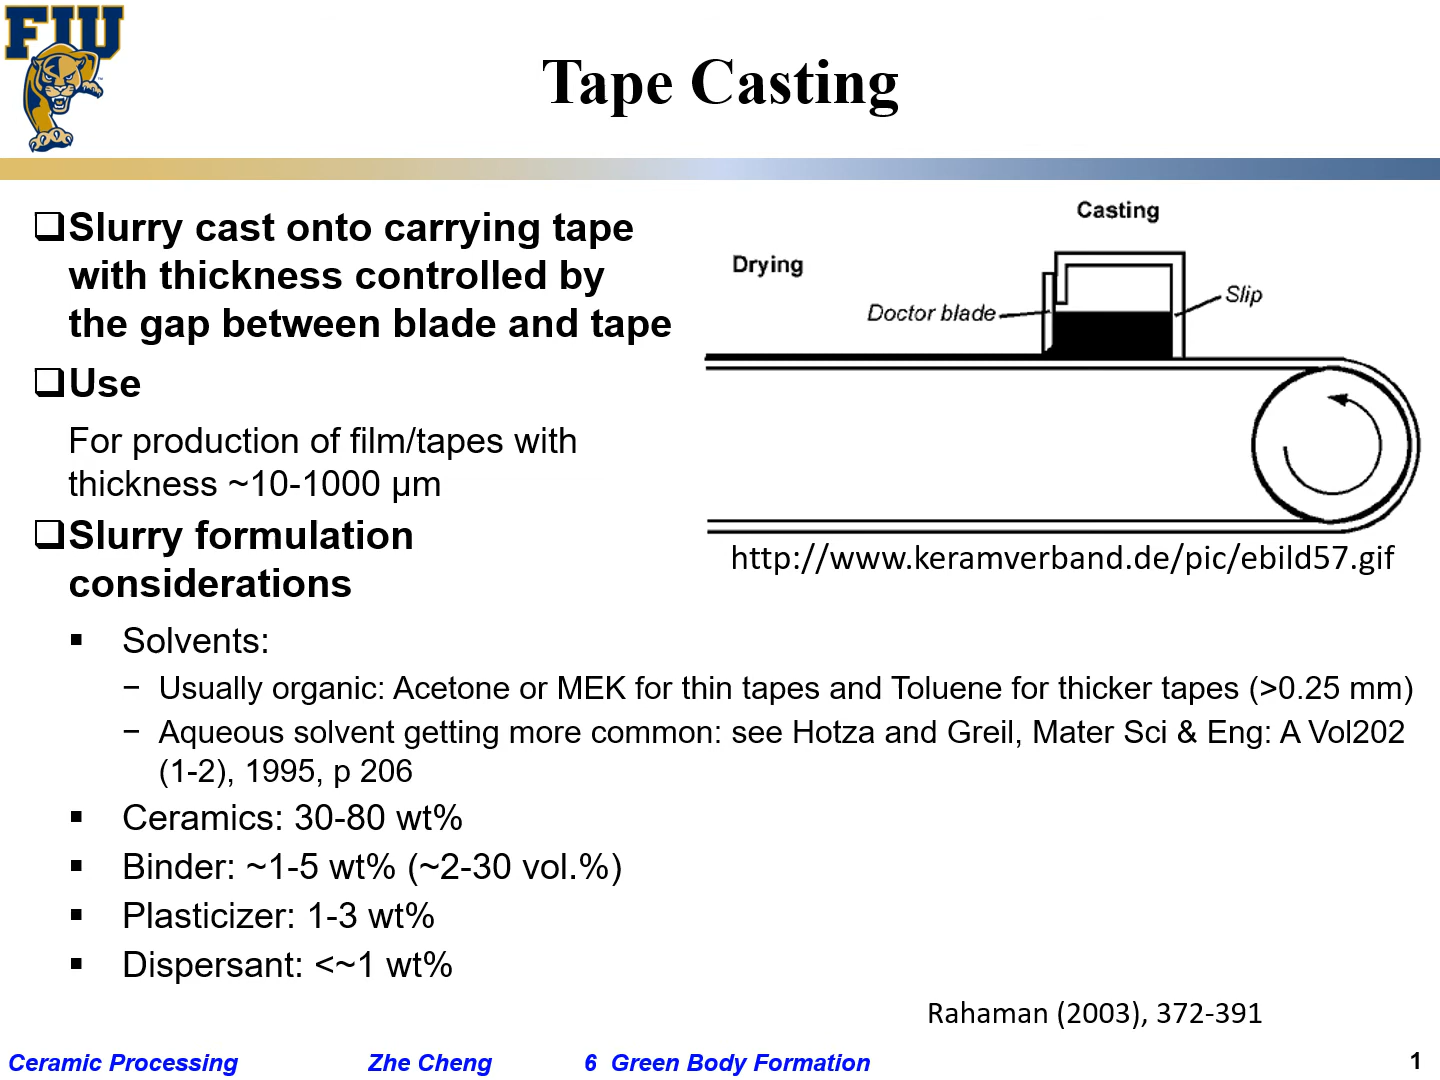 FIU
Tape Casting
❑Slurry cast onto carrying tape
with thickness controlled by
the gap between blade and tape
❑Use
For production of film/tapes with
thickness ~10-1000 μm
❑Slurry formulation
considerations
▪ Solvents:
− Usually organic: Acetone or MEK for thin tapes and Toluene for thicker tapes (>0.25 mm)
− Aqueous solvent getting more common: see Hotza and Greil, Mater Sci & Eng: A Vol202
(1-2), 1995, p 206
▪ Ceramics: 30-80 wt%
▪ Binder: ~1-5 wt% (~2-30 vol.%)
▪ Plasticizer: 1-3 wt%
▪ Dispersant: <~1 wt%
Casting
Drying
Doctor blade
Slip
http://www.keramverband.de/pic/ebild57.gif
Rahaman (2003), 372-391
Ceramic Processing
Zhe Cheng
6 Green Body Formation
1